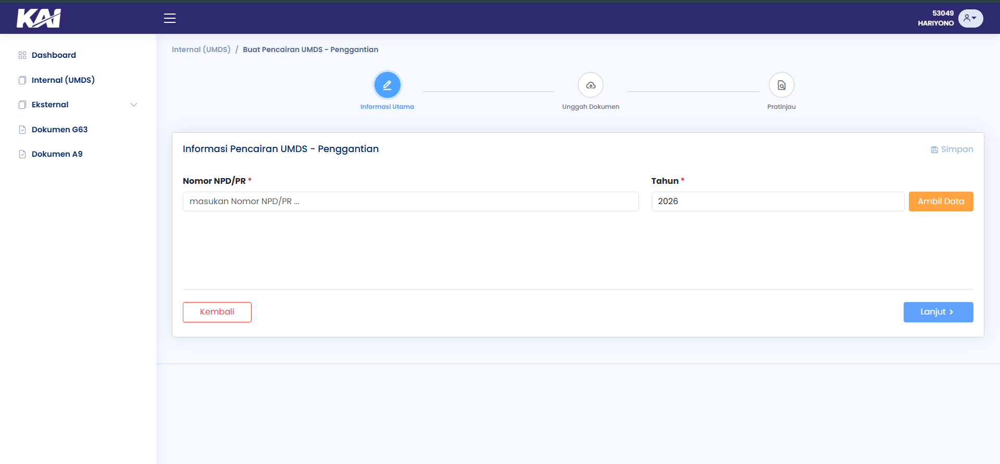 KAI
53049
HARIYONO
Dashboard
Internal (UMDS)
Eksternal
Dokumen G63
Dokumen A9
Internal (UMDS) / Buat Pencairan UMDS - Penggantian
Informasi Utama
Unggah Dokumen
Pratinjau
Informasi Pencairan UMDS - Penggantian
Simpan
Nomor NPD/PR *
Tahun *
masukan Nomor NPD/PR ...
2026
Ambil Data
Kembali
Lanjut